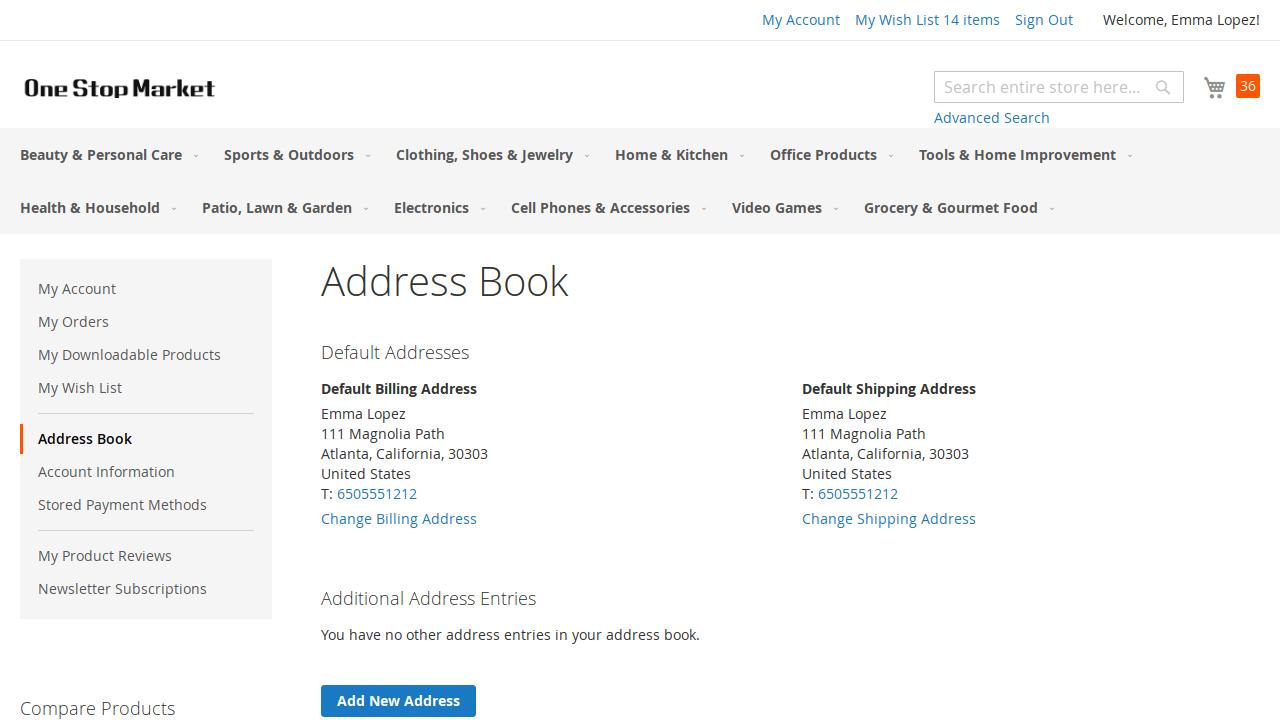 My Account My Wish List 14 items Sign Out Welcome, Emma Lopez!
One Stop Market
Search entire store here...
36
Advanced Search
Beauty & Personal Care Sports & Outdoors Clothing, Shoes & Jewelry Home & Kitchen Office Products Tools & Home Improvement
Health & Household Patio, Lawn & Garden Electronics Cell Phones & Accessories Video Games Grocery & Gourmet Food
My Account
My Orders
My Downloadable Products
My Wish List
Address Book
Account Information
Stored Payment Methods
My Product Reviews
Newsletter Subscriptions
Compare Products
Address Book
Default Addresses
Default Billing Address
Emma Lopez
111 Magnolia Path
Atlanta, California, 30303
United States
T: 6505551212
Change Billing Address
Default Shipping Address
Emma Lopez
111 Magnolia Path
Atlanta, California, 30303
United States
T: 6505551212
Change Shipping Address
Additional Address Entries
You have no other address entries in your address book.
Add New Address